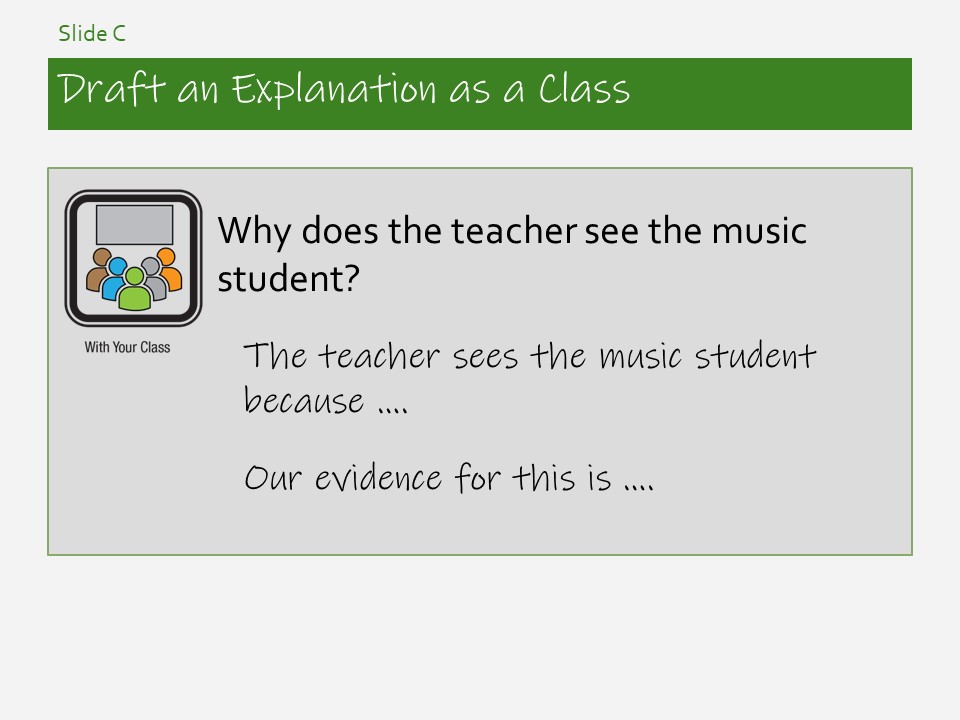 Slide C
Draft an Explanation as a Class
Why does the teacher see the music
student?
With Your Class
The teacher sees the music student
because ....
Our evidence for this is ....